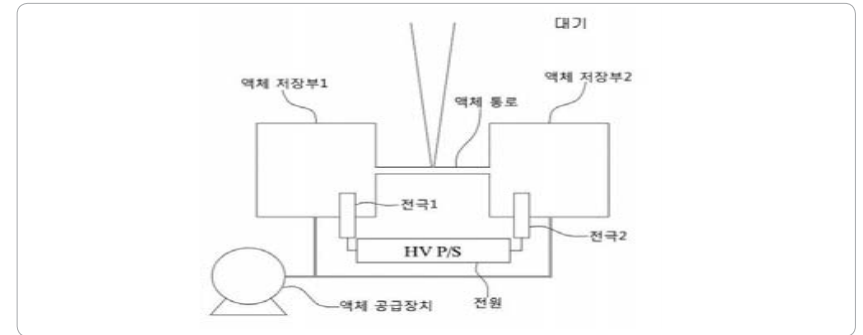 대기
액체 저장부1
액체 저장부2
액체 통로
전극1
전극2
HV P/S
액체 공급장치
전원